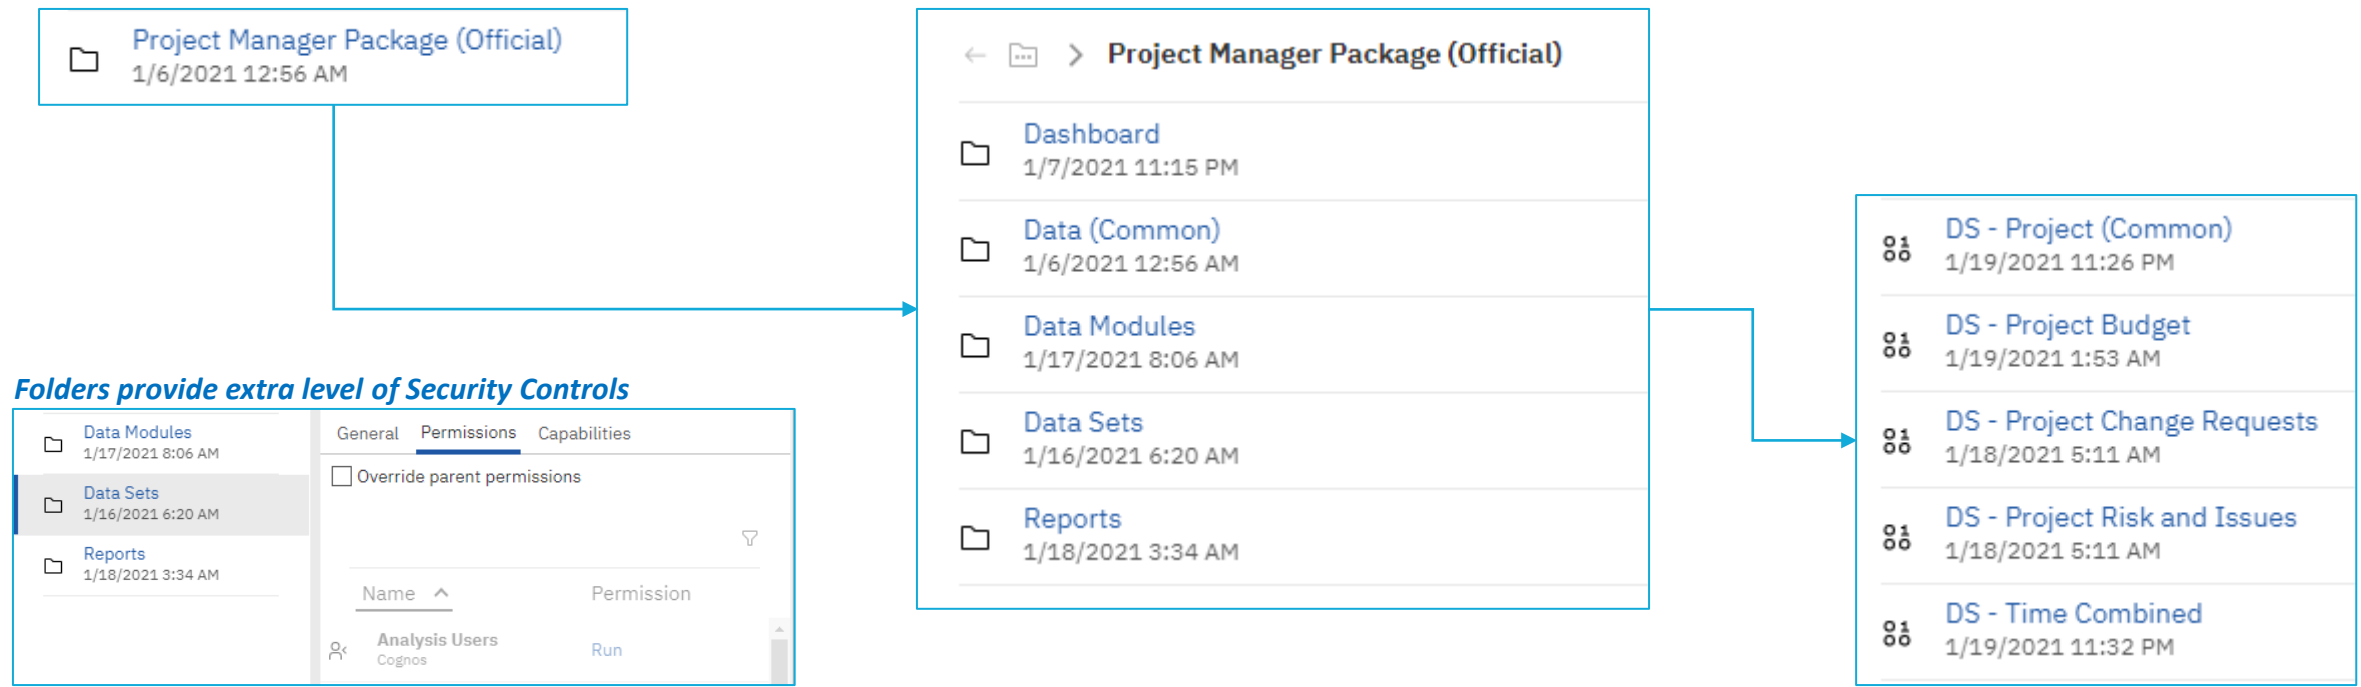 Project Manager Package (Official)
1/6/2021 12:56 AM
Project Manager Package (Official)
Dashboard
1/7/2021 11:15 PM
Data (Common)
1/6/2021 12:56 AM
Data Modules
1/17/2021 8:06 AM
Data Sets
1/16/2021 6:20 AM
Reports
1/18/2021 3:34 AM
DS - Project (Common)
1/19/2021 11:26 PM
DS - Project Budget
1/19/2021 1:53 AM
DS - Project Change Requests
1/18/2021 5:11 AM
DS - Project Risk and Issues
1/18/2021 5:11 AM
DS - Time Combined
1/19/2021 11:32 PM
Folders provide extra level of Security Controls
Data Modules
1/17/2021 8:06 AM
Data Sets
1/16/2021 6:20 AM
Reports
1/18/2021 3:34 AM
General Permissions Capabilities
Override parent permissions
Name Permission
Analysis Users
Cognos
Run